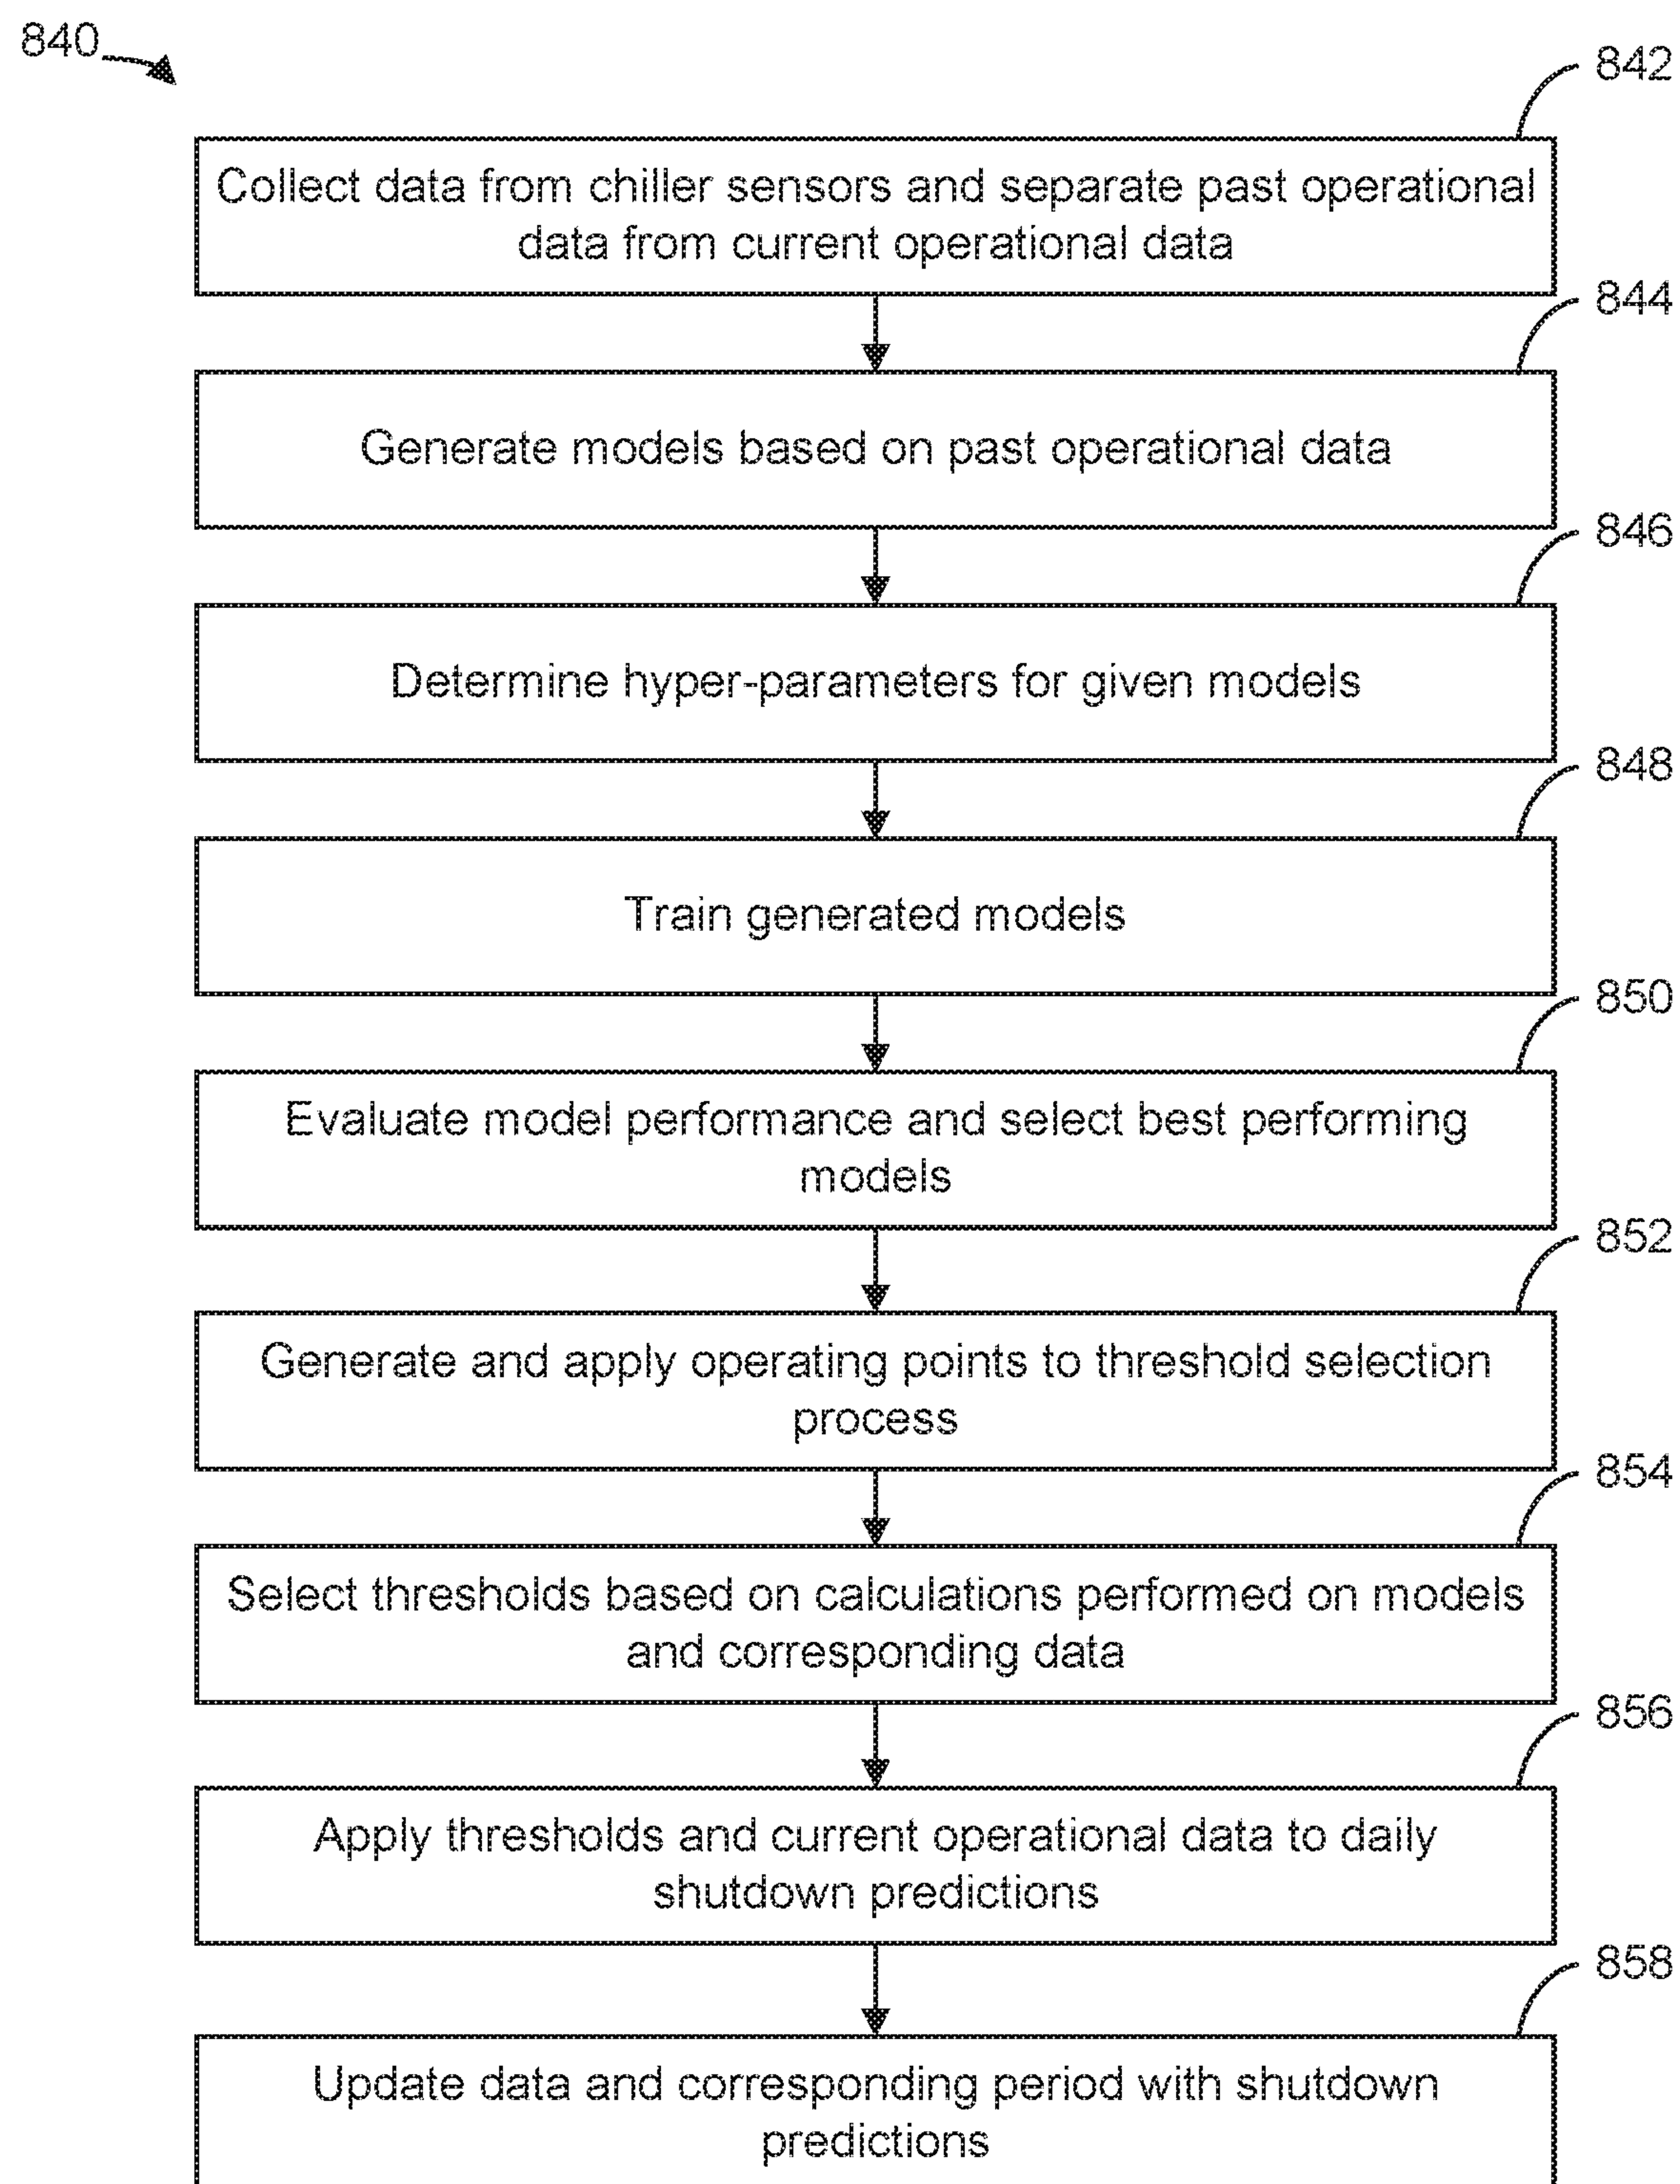 840
842
Collect data from chiller sensors and separate past operational
data from current operational data
844
Generate models based on past operational data
846
Determine hyper-parameters for given models
848
Train generated models
850
Evaluate model performance and select best performing
models
852
Generate and apply operating points to threshold selection
process
854
Select thresholds based on calculations performed on models
and corresponding data
856
Apply thresholds and current operational data to daily
shutdown predictions
858
Update data and corresponding period with shutdown
predictions